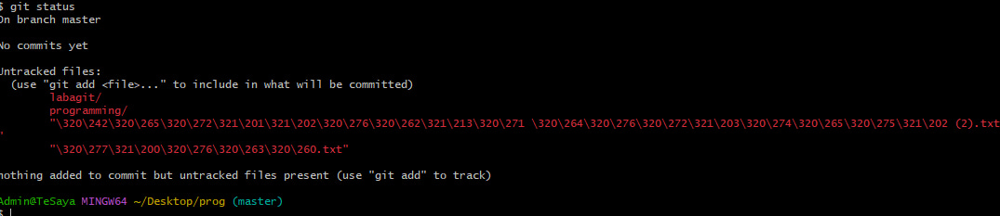 $ git status
On branch master
No commits yet
Untracked files:
(use "git add <file>..." to include in what will be committed)
labagit/
programming/
"\320\242\320\265\320\272\321\201\321\202\320\276\320\262\321\213\320\271 \320\264\320\276\320\272\321\203\320\274\320\265\320\275\321\202 (2).txt
"
"\320\277\321\200\320\276\320\263\320\260.txt"
nothing added to commit but untracked files present (use "git add" to track)
Admin@TeSaya MINGW64 ~/Desktop/prog (master)
$